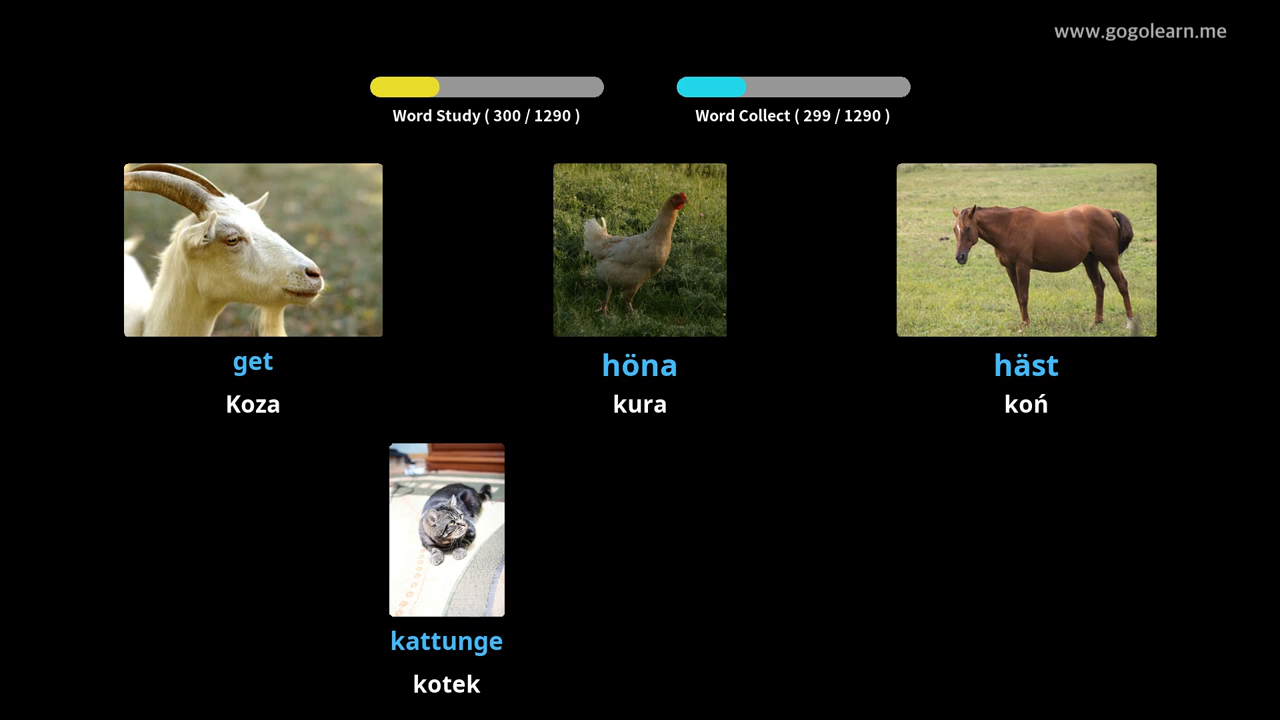 www.gogolearn.me
Word Study ( 300 / 1290 )
Word Collect ( 299 / 1290 )
get
höna
häst
Koza
kura
koń
kattunge
kotek